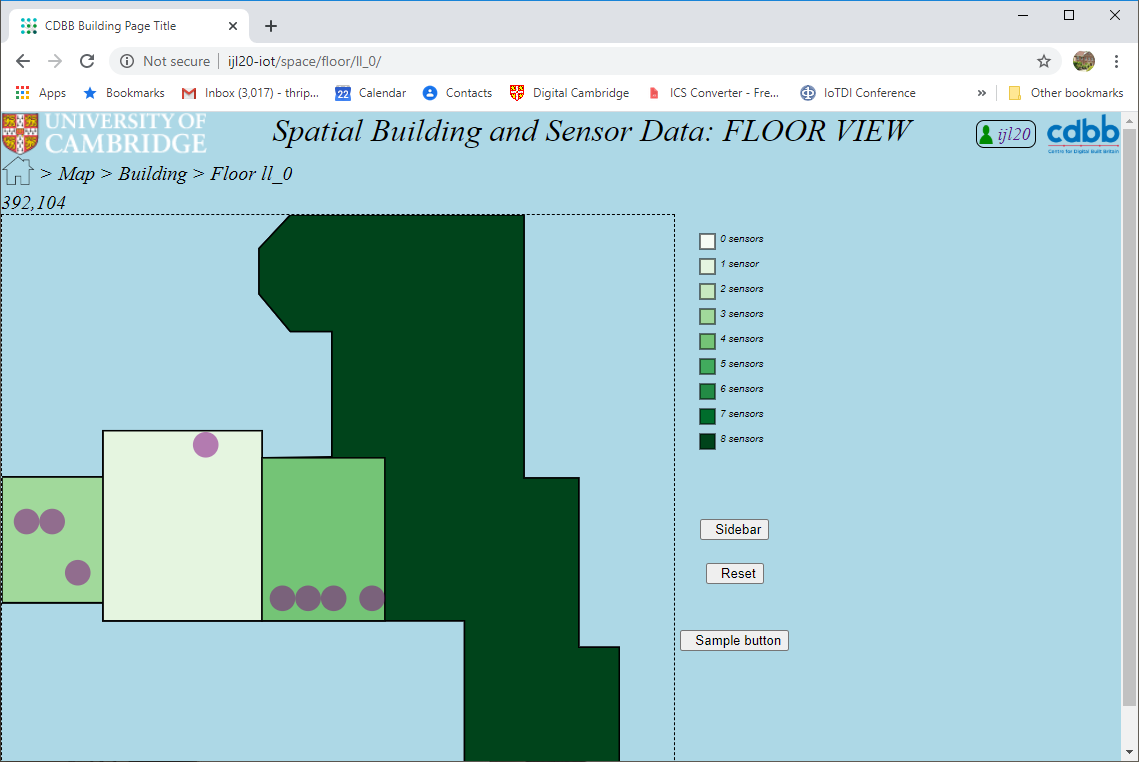 CDBB Building Page Title
Not secure
ijl20-iot/space/floor/ll_0/
Apps
Bookmarks
Inbox (3,017) - thrip...
22
Calendar
Contacts
Digital Cambridge
ICS Converter - Fre...
IoTDI Conference
»
Other bookmarks
UNIVERSITY OF
CAMBRIDGE
Spatial Building and Sensor Data: FLOOR VIEW
ijl20
cdbb
Centre for Digital Built Britain
> Map > Building > Floor ll_0
392,104
0 sensors
1 sensor
2 sensors
3 sensors
4 sensors
5 sensors
6 sensors
7 sensors
8 sensors
Sidebar
Reset
Sample button